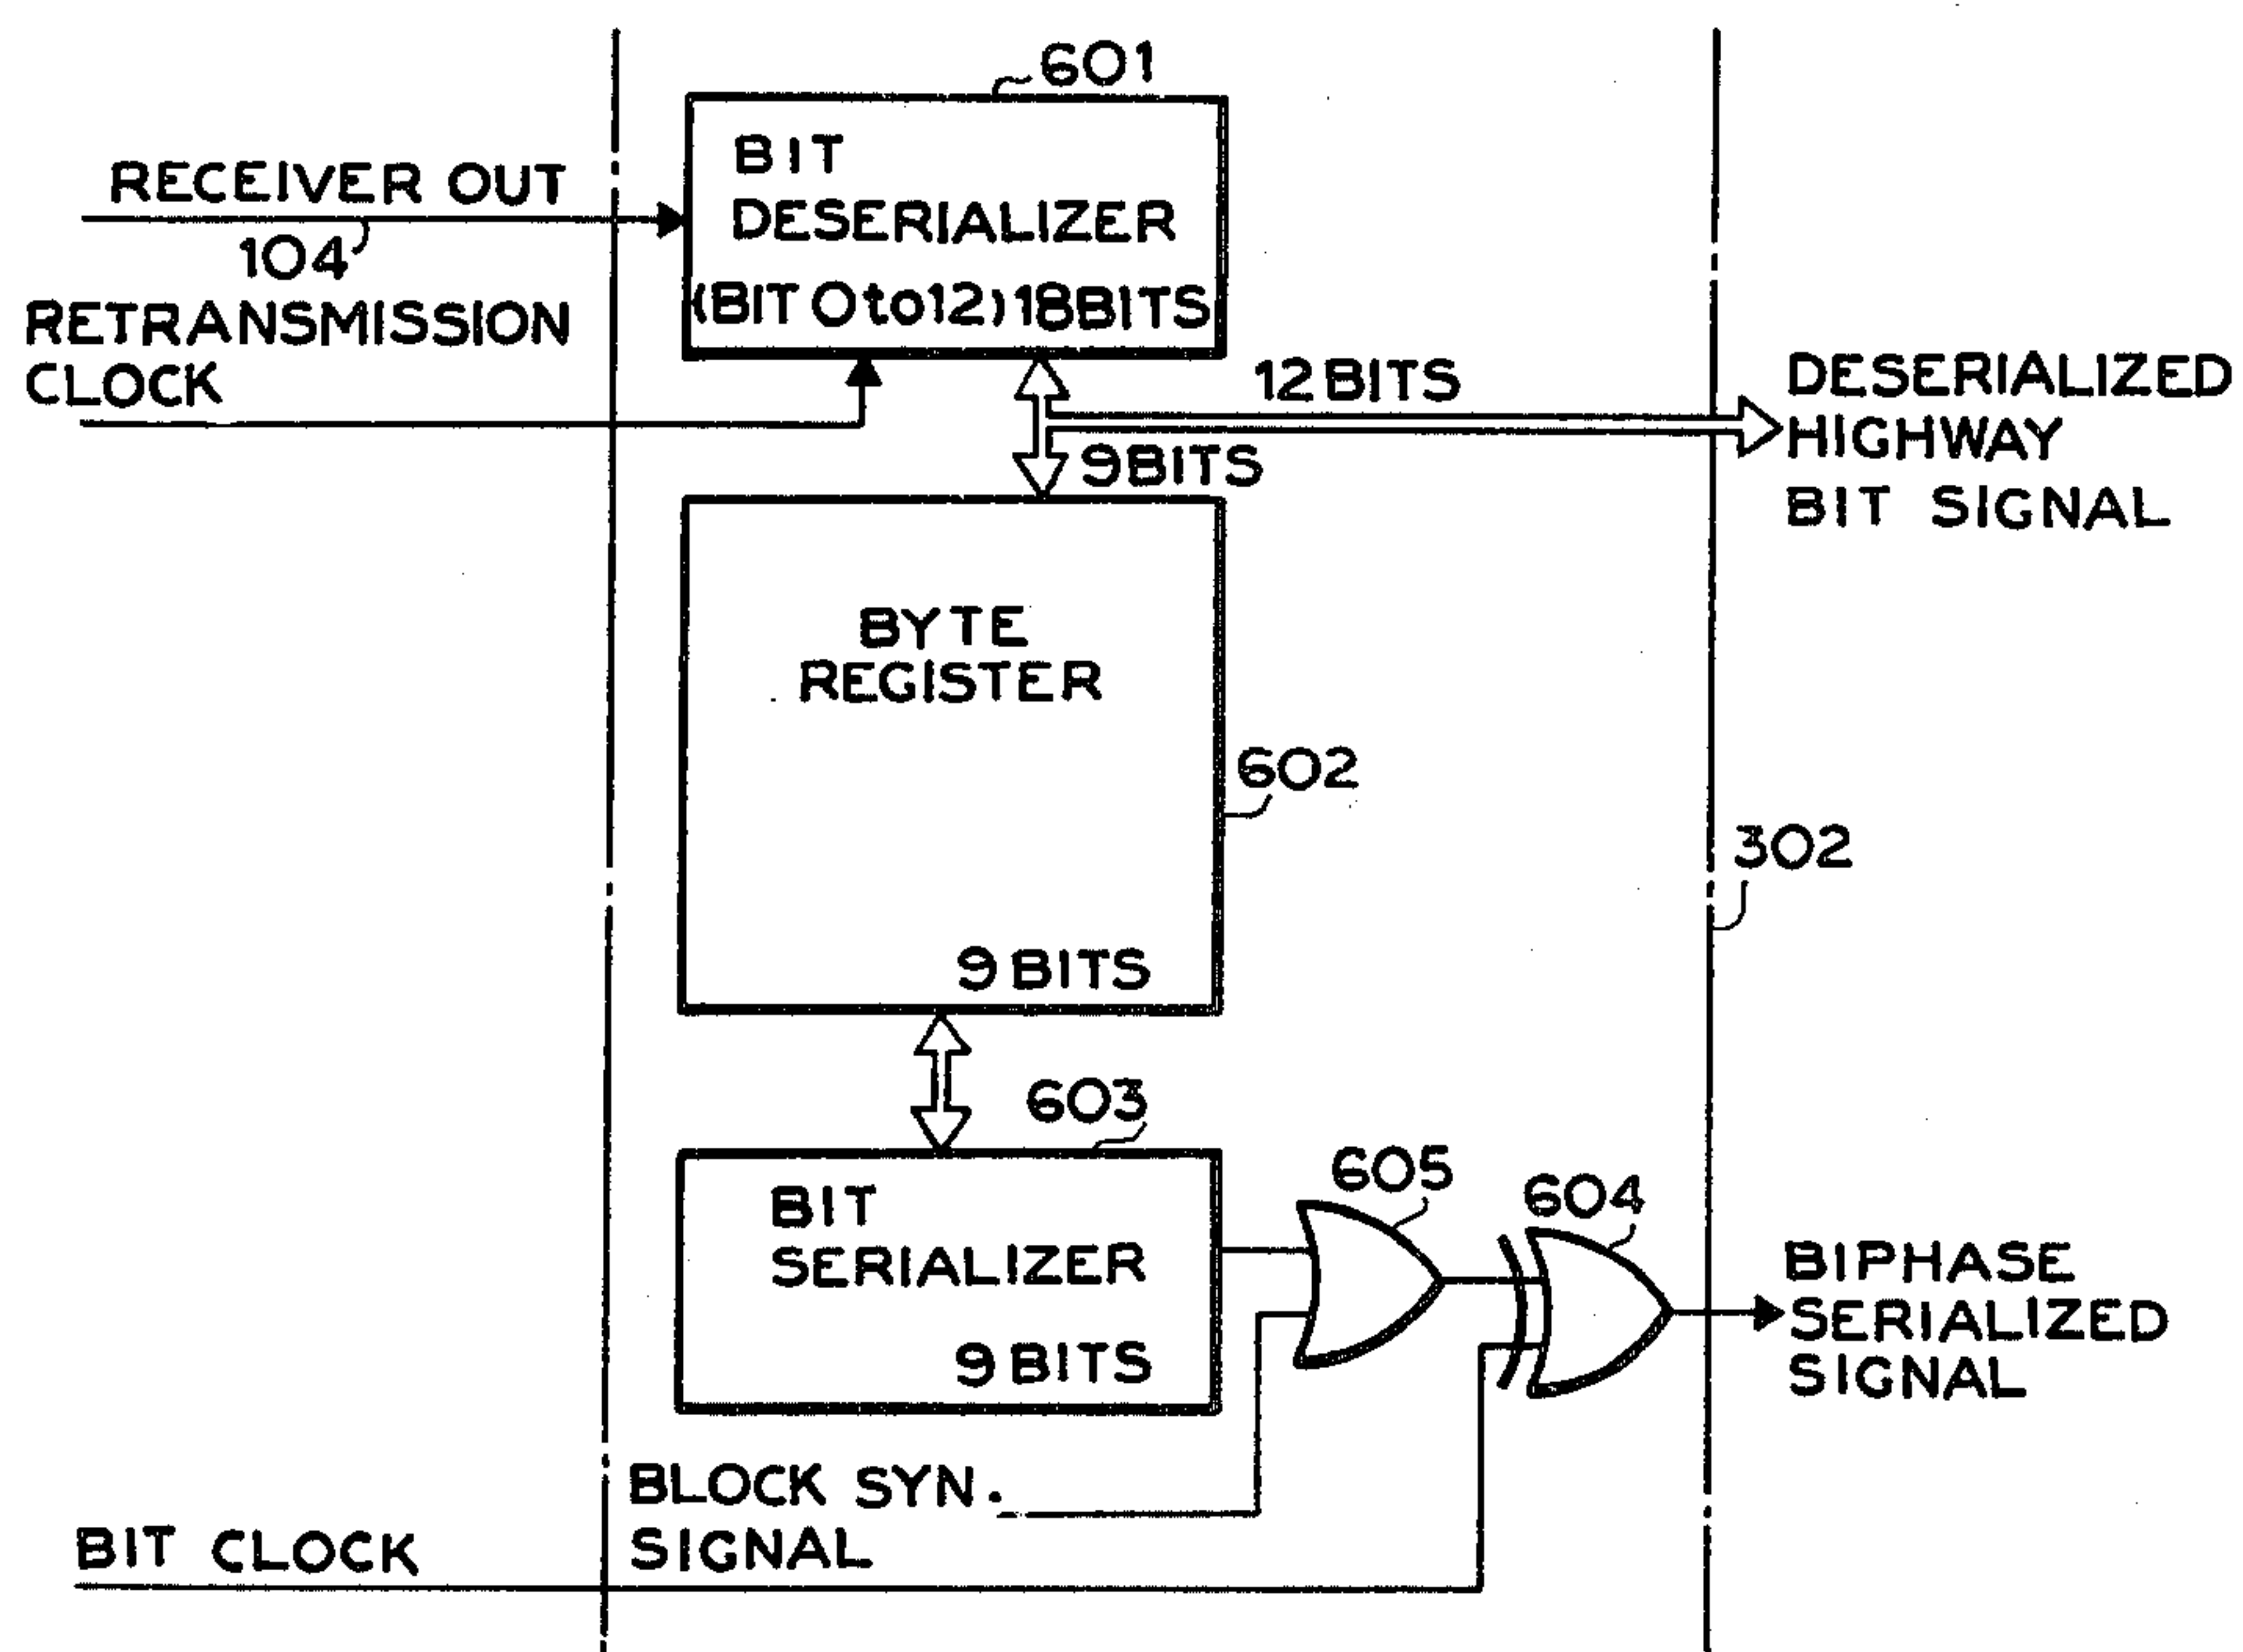 601
BIT
DESERIALIZER
(BIT 0 to 12) 18BITS
RECEIVER OUT
104
RETRANSMISSION
CLOCK
12 BITS
9 BITS
DESERIALIZED
HIGHWAY
BIT SIGNAL
BYTE
REGISTER
9 BITS
602
302
603
BIT
SERIALIZER
9 BITS
605
604
BIPHASE
SERIALIZED
SIGNAL
BLOCK SYN.
SIGNAL
BIT CLOCK